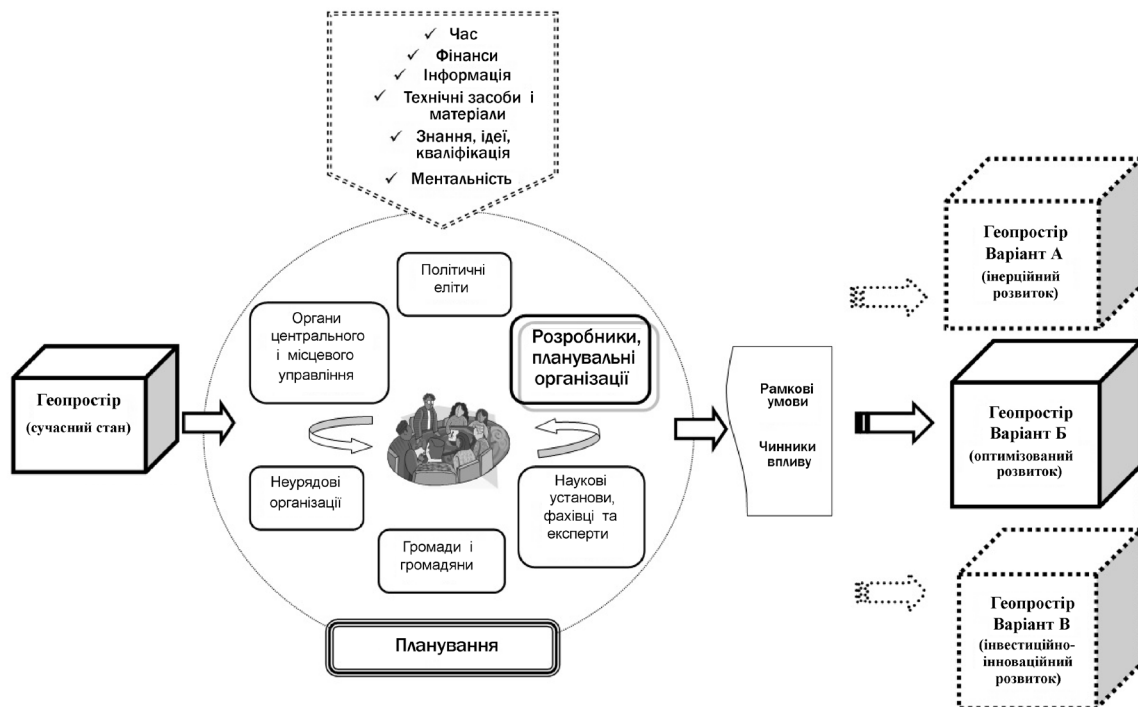 Час
Фінанси
Інформація
Технічні засоби і
матеріали
Знання, ідеї,
кваліфікація
Ментальність
Політичні
еліти
Органи
центрального
і місцевого
управління
Розробники,
планувальні
організації
Геопростір
(сучасний стан)
Неурядові
організації
Громади і
громадяни
Наукові
установи,
фахівці та
експерти
Планування
Рамкові
умови
Чинники
впливу
Геопростір
Варіант А
(інерційний
розвиток)
Геопростір
Варіант Б
(оптимізований
розвиток)
Геопростір
Варіант В
(інвестиційно-
інноваційний
розвиток)